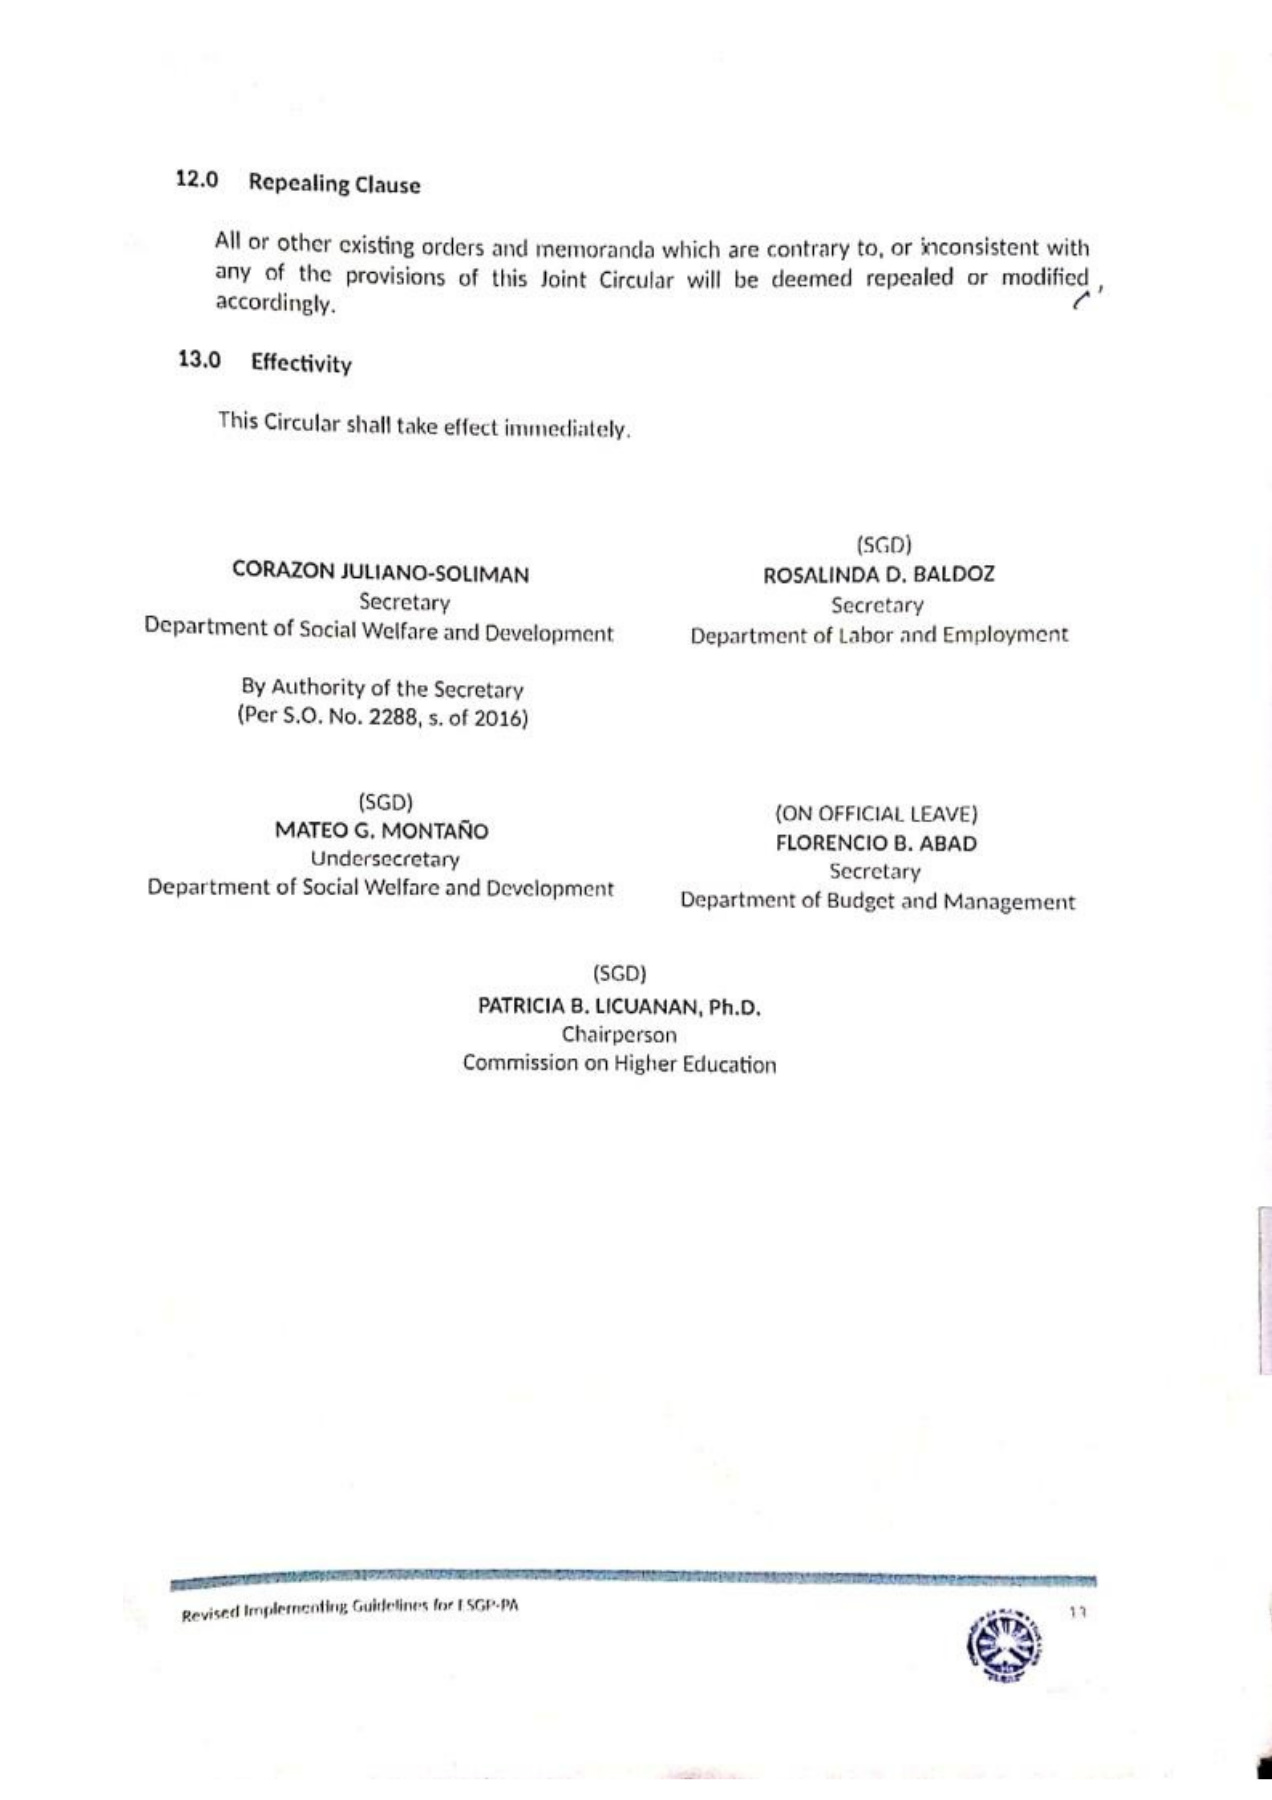 12.0 Repealing Clause
All or other existing orders and memoranda which are contrary to, or inconsistent with
any of the provisions of this Joint Circular will be deemed repealed or modified ,
accordingly.
13.0 Effectivity
This Circular shall take effect immediately.
CORAZON JULIANO-SOLIMAN
Secretary
Department of Social Welfare and Development
By Authority of the Secretary
(Per S.O. No. 2288, s. of 2016)
(SGD)
ROSALINDA D. BALDOZ
Secretary
Department of Labor and Employment
(SGD)
MATEO G. MONTAÑO
Undersecretary
Department of Social Welfare and Development
(ON OFFICIAL LEAVE)
FLORENCIO B. ABAD
Secretary
Department of Budget and Management
(SGD)
PATRICIA B. LICUANAN, Ph.D.
Chairperson
Commission on Higher Education
Revised Implementing Guidelines for ESGP-PA